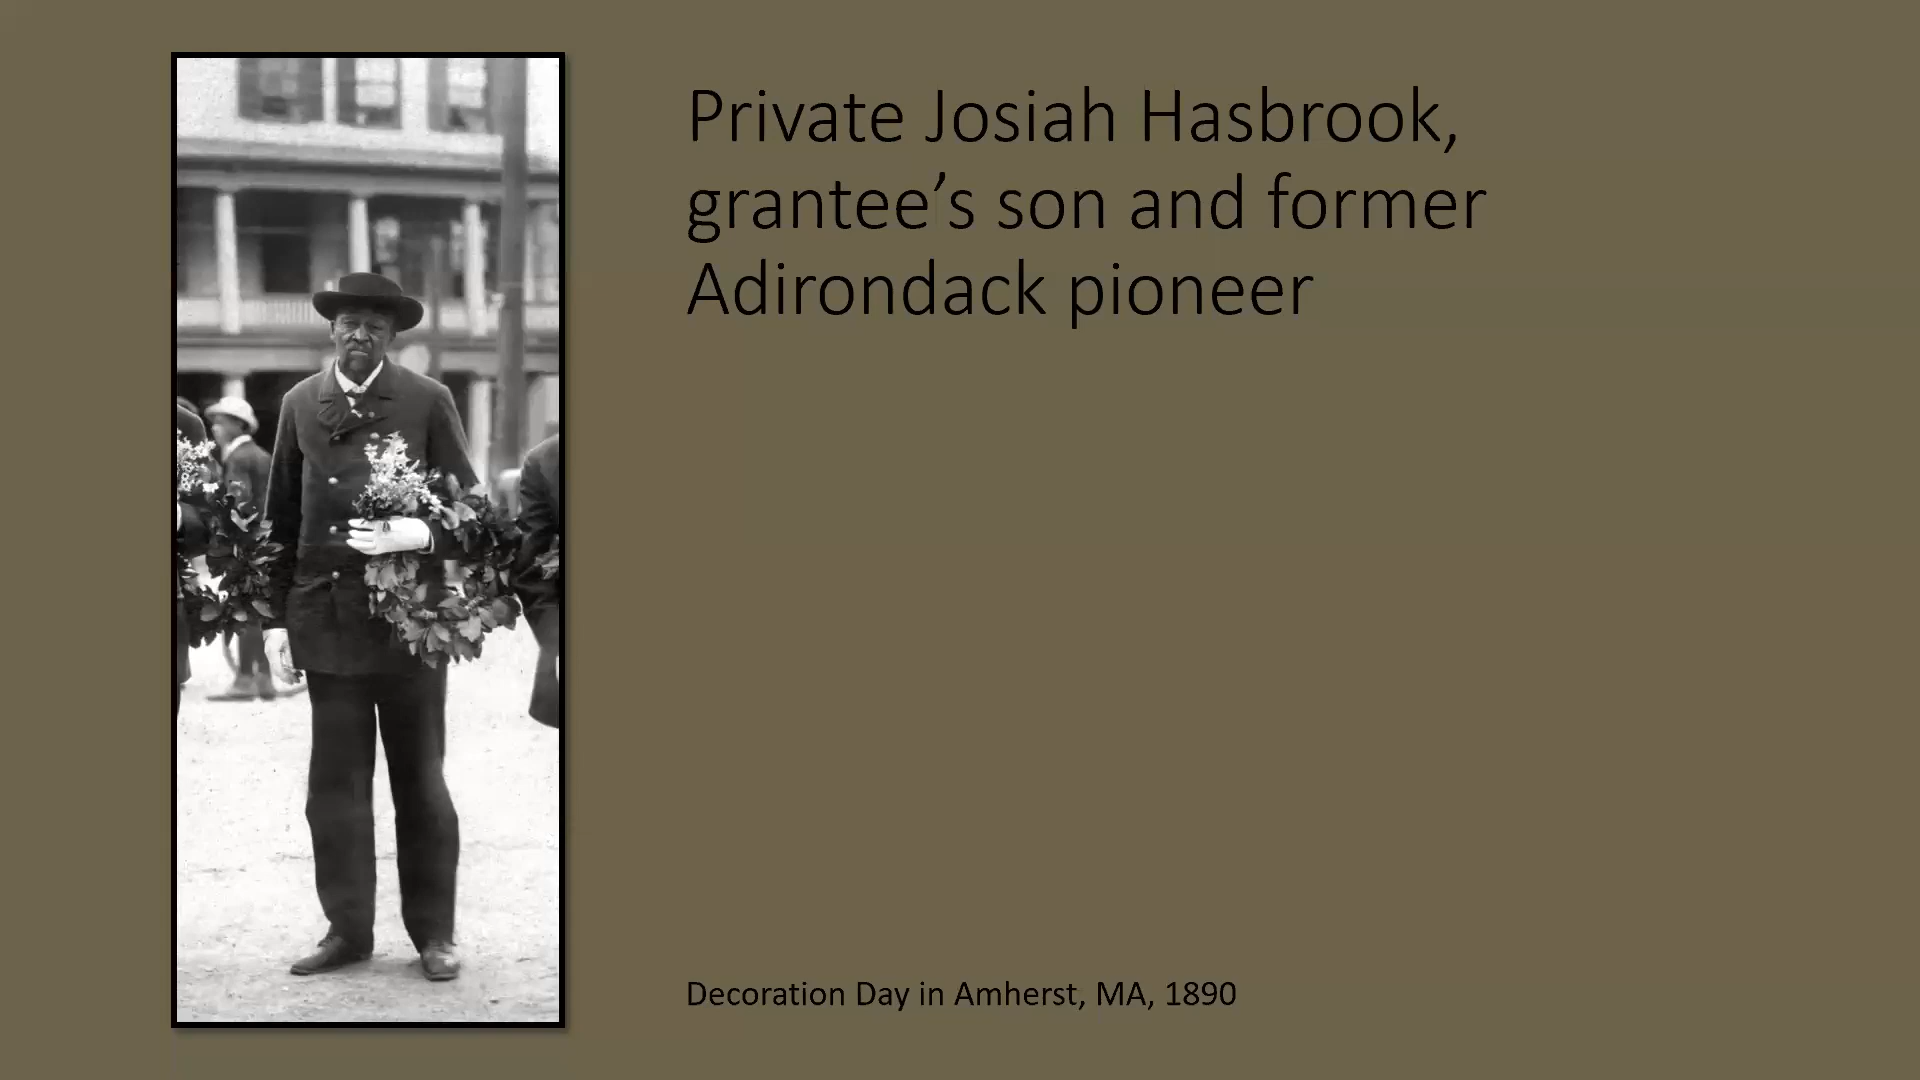 Private Josiah Hasbrook,
grantee’s son and former
Adirondack pioneer
Decoration Day in Amherst, MA, 1890